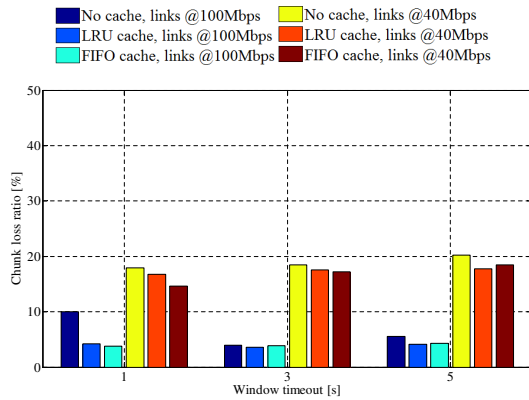 No cache, links @100Mbps
No cache, links @40Mbps
LRU cache, links @100Mbps
LRU cache, links @40Mbps
FIFO cache, links @100Mbps
FIFO cache, links @40Mbps
50
40
30
20
10
0
Chunk loss ratio [%]
1
3
5
Window timeout [s]